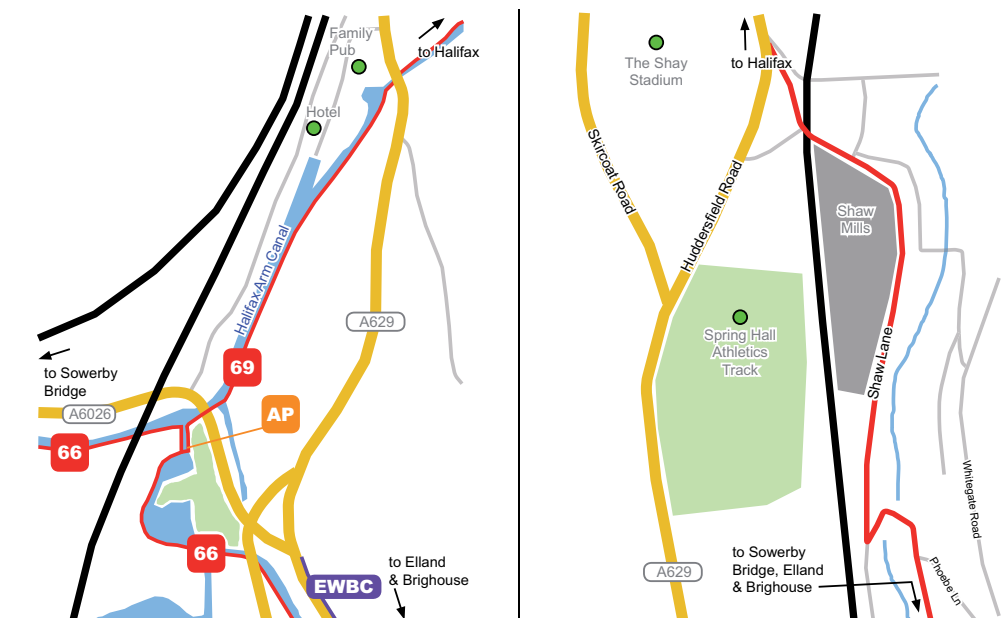 Family
Pub
to Halifax
Hotel
Halifax Arm Canal
A629
69
to Sowerby
Bridge
A6026
AP
66
66
to Elland
& Brighouse
EWBC
The Shay
Stadium
to Halifax
Skircoat Road
Huddersfield Road
Shaw
Mills
Spring Hall
Athletics
Track
Shaw Lane
Whitegate Road
to Sowerby
Bridge, Elland
& Brighouse
A629
Phoebe Ln